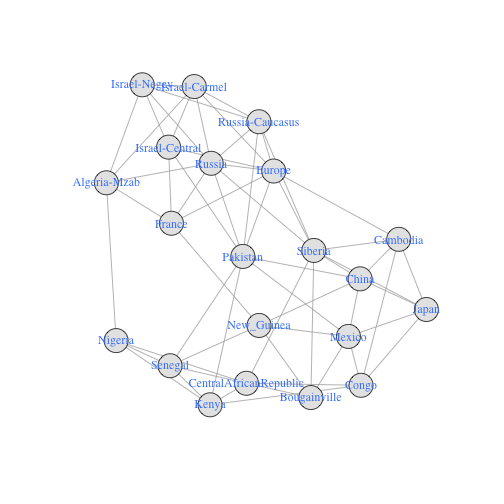 Israel-Negev
Israel-Carmel
Russia-Caucasus
Israel-Central
Russia
Europe
Algeria-Mzab
France
Cambodia
Siberia
Pakistan
China
Japan
New_Guinea
Mexico
Nigeria
Senegal
CentralAfricanRepublic
Congo
Bougainville
Kenya